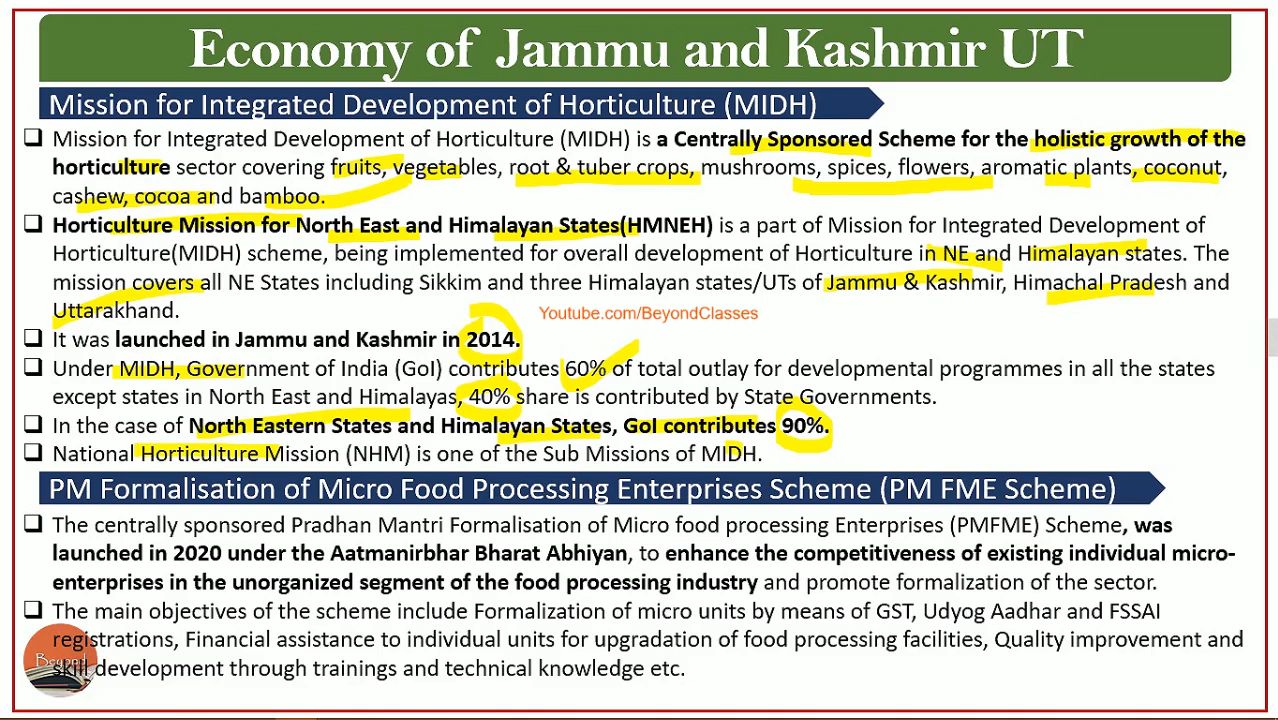 Economy of Jammu and Kashmir UT
Mission for Integrated Development of Horticulture (MIDH)
❑ Mission for Integrated Development of Horticulture (MIDH) is a Centrally Sponsored Scheme for the holistic growth of the
horticulture sector covering fruits, vegetables, root & tuber crops, mushrooms, spices, flowers, aromatic plants, coconut,
cashew, cocoa and bamboo.
❑ Horticulture Mission for North East and Himalayan States(HMNEH) is a part of Mission for Integrated Development of
Horticulture(MIDH) scheme, being implemented for overall development of Horticulture in NE and Himalayan states. The
mission covers all NE States including Sikkim and three Himalayan states/UTs of Jammu & Kashmir, Himachal Pradesh and
Uttarakhand.
Youtube.com/BeyondClasses
❑ It was launched in Jammu and Kashmir in 2014.
❑ Under MIDH, Government of India (GoI) contributes 60% of total outlay for developmental programmes in all the states
except states in North East and Himalayas, 40% share is contributed by State Governments.
❑ In the case of North Eastern States and Himalayan States, GoI contributes 90%.
❑ National Horticulture Mission (NHM) is one of the Sub Missions of MIDH.
PM Formalisation of Micro Food Processing Enterprises Scheme (PM FME Scheme)
❑ The centrally sponsored Pradhan Mantri Formalisation of Micro food processing Enterprises (PMFME) Scheme, was
launched in 2020 under the Aatmanirbhar Bharat Abhiyan, to enhance the competitiveness of existing individual micro-
enterprises in the unorganized segment of the food processing industry and promote formalization of the sector.
❑ The main objectives of the scheme include Formalization of micro units by means of GST, Udyog Aadhar and FSSAI
registrations, Financial assistance to individual units for upgradation of food processing facilities, Quality improvement and
skill development through trainings and technical knowledge etc.
Beyond